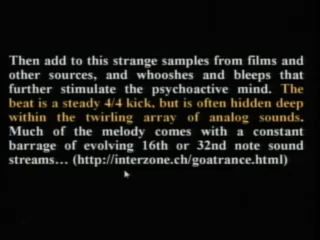 Then add to this strange samples from films and
other sources, and whooshes and bleeps that
further stimulate the psychoactive mind. The
beat is a steady 4/4 kick, but is often hidden deep
within the twirling array of analog sounds.
Much of the melody comes with a constant
barrage of evolving 16th or 32nd note sound
streams... (http://interzone.ch/goatrance.html)